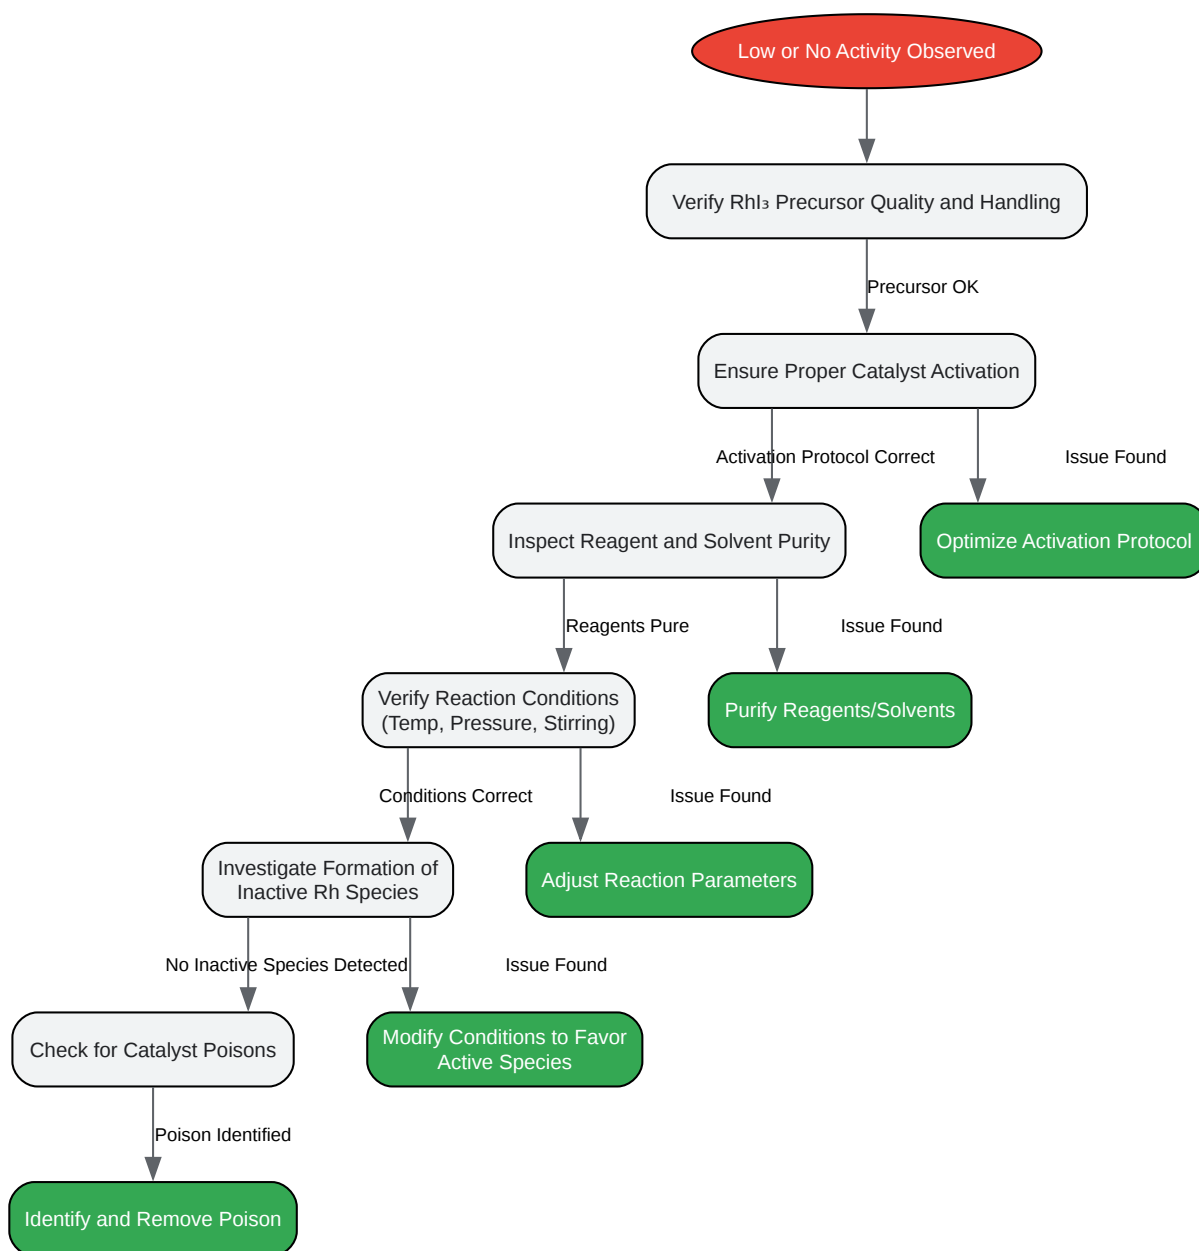 Low or No Activity Observed
Verify RhI₃ Precursor Quality and Handling
Precursor OK
Ensure Proper Catalyst Activation
Activation Protocol Correct
Issue Found
Inspect Reagent and Solvent Purity
Optimize Activation Protocol
Reagents Pure
Issue Found
Verify Reaction Conditions
(Temp, Pressure, Stirring)
Purify Reagents/Solvents
Conditions Correct
Issue Found
Investigate Formation of
Inactive Rh Species
Adjust Reaction Parameters
No Inactive Species Detected
Issue Found
Check for Catalyst Poisons
Modify Conditions to Favor
Active Species
Poison Identified
Identify and Remove Poison